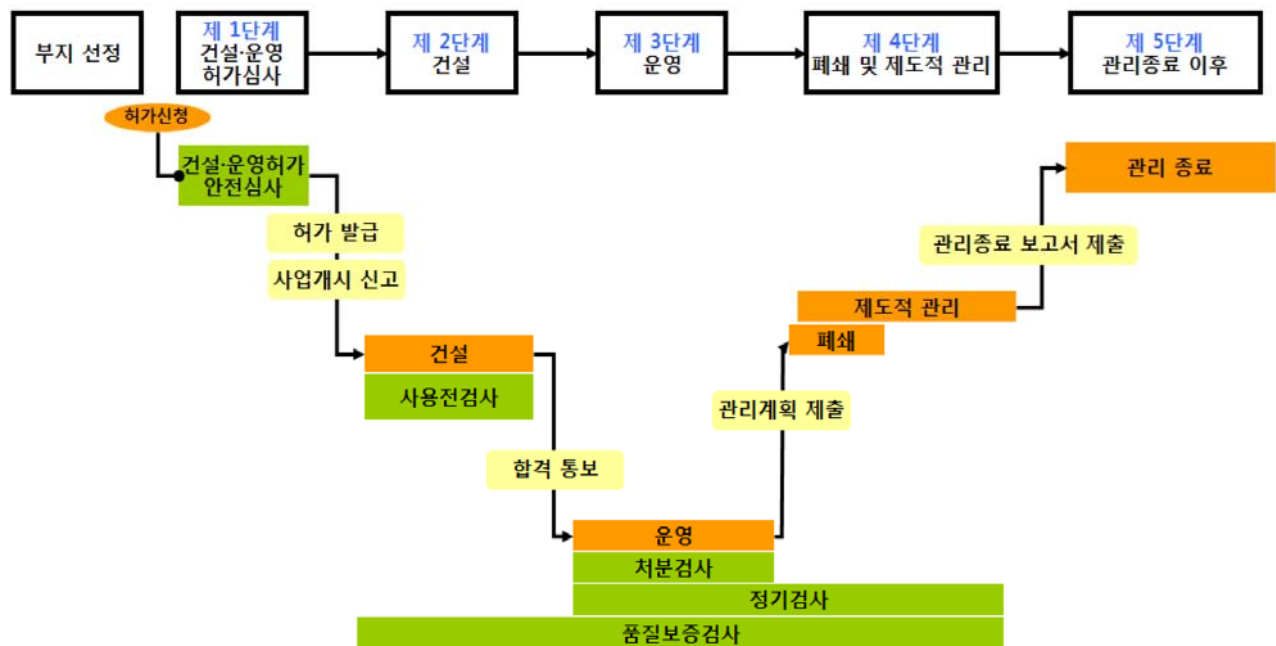 부지 선정
제 1단계
건설·운영
허가심사
제 2단계
건설
제 3단계
운영
제 4단계
폐쇄 및 제도적 관리
제 5단계
관리종료 이후
허가신청
건설·운영허가
안전심사
관리 종료
허가 발급
관리종료 보고서 제출
사업개시 신고
제도적 관리
폐쇄
건설
사용전검사
관리계획 제출
합격 통보
운영
처분검사
정기검사
품질보증검사